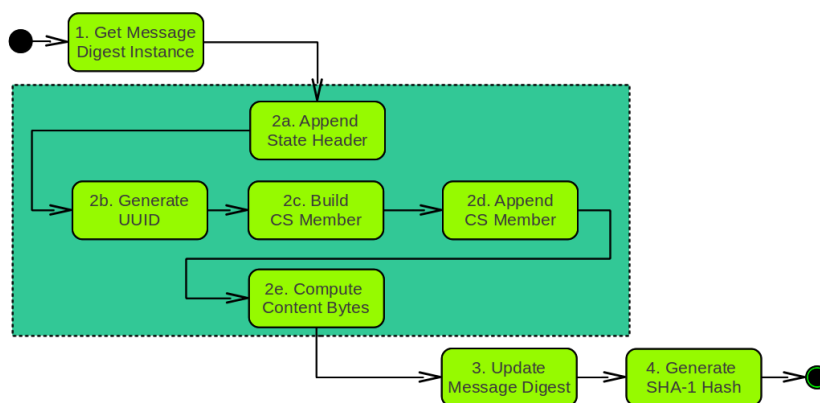 1. Get Message
Digest Instance
2a. Append
State Header
2b. Generate
UUID
2c. Build
CS Member
2d. Append
CS Member
2e. Compute
Content Bytes
3. Update
Message Digest
4. Generate
SHA-1 Hash